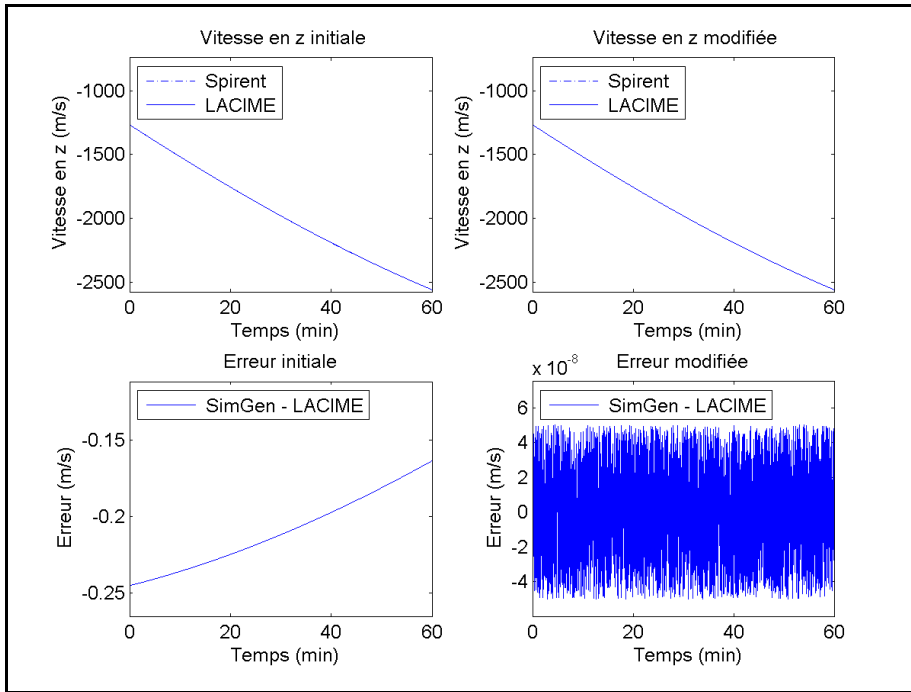 Vitesse en z initiale
Spirent
LACIME
-1000
-1500
-2000
-2500
Vitesse en z (m/s)
0 20 40 60
Temps (min)
Vitesse en z modifiée
Spirent
LACIME
-1000
-1500
-2000
-2500
Vitesse en z (m/s)
0 20 40 60
Temps (min)
Erreur initiale
SimGen - LACIME
-0.15
-0.2
-0.25
Erreur (m/s)
0 20 40 60
Temps (min)
Erreur modifiée
x 10-8
SimGen - LACIME
6
4
2
0
-2
-4
Erreur (m/s)
0 20 40 60
Temps (min)